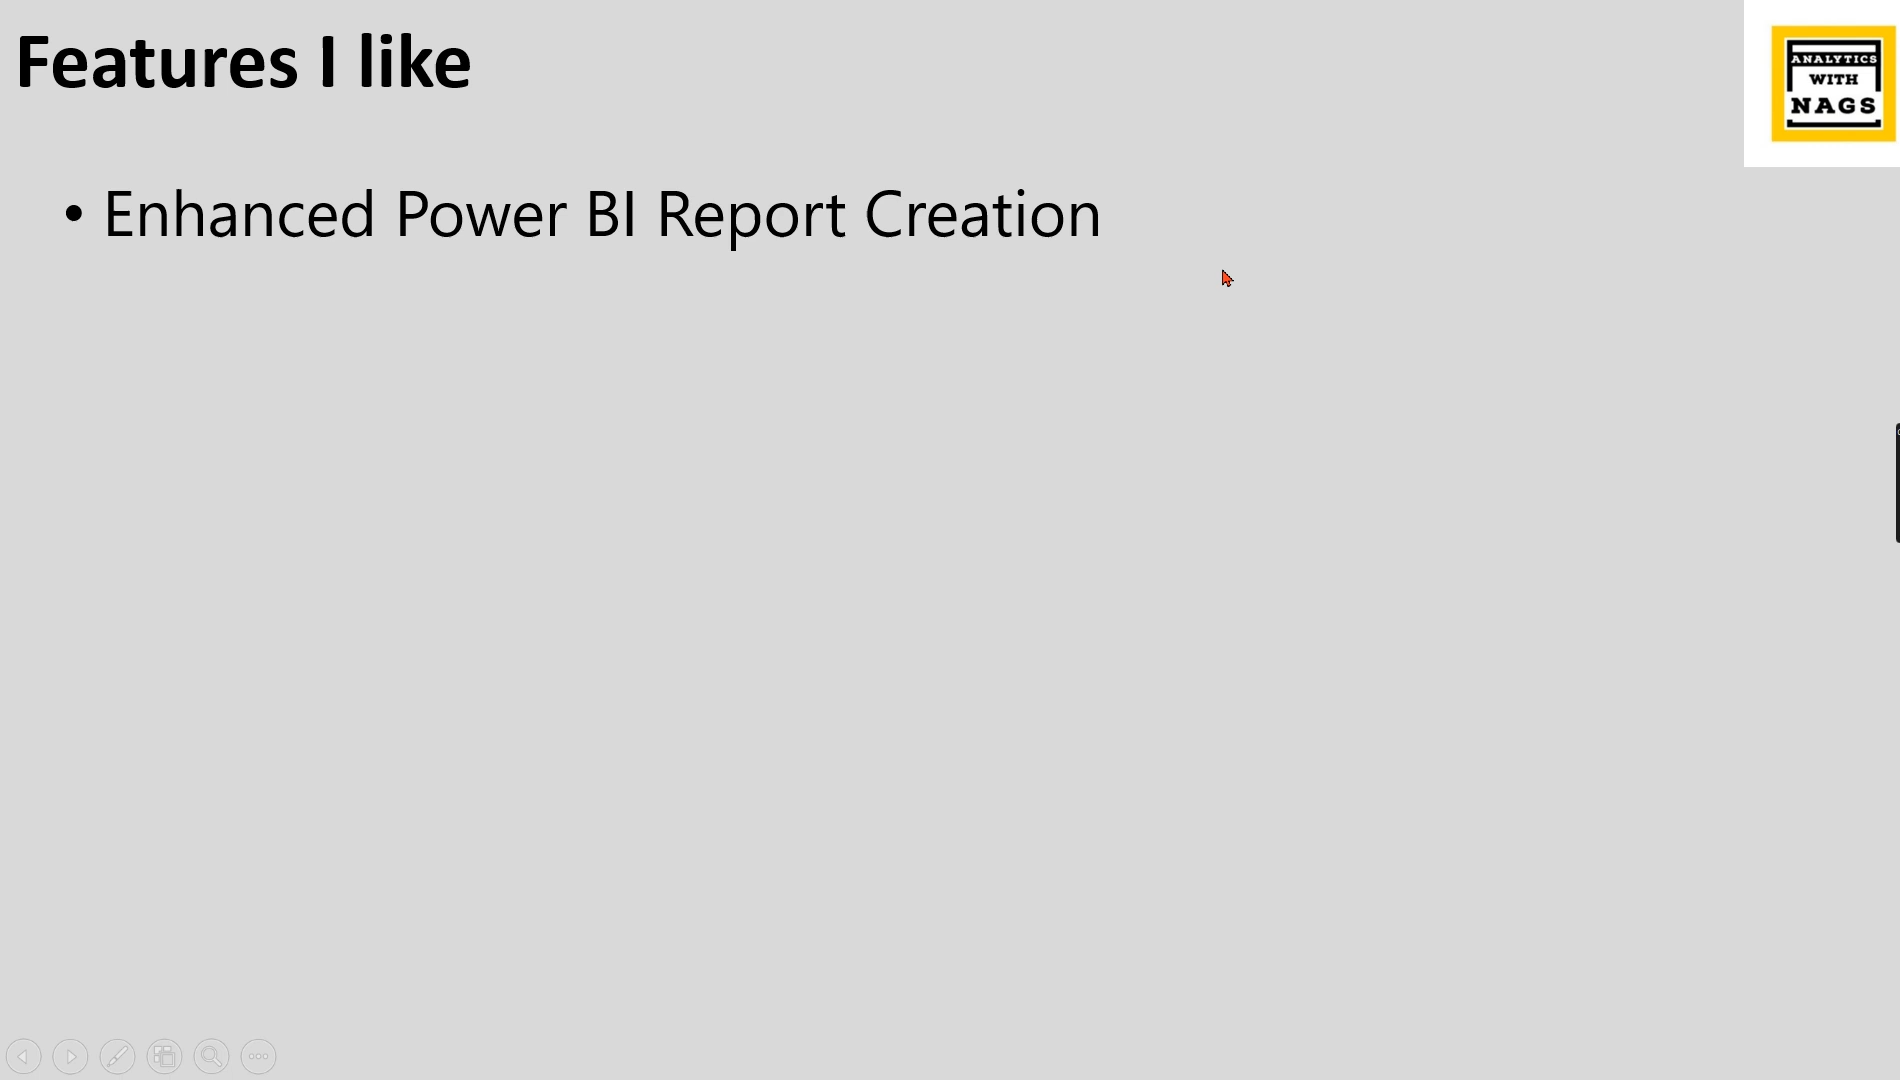 Features I like
ANALYTICS
WITH
NAGS
• Enhanced Power BI Report Creation